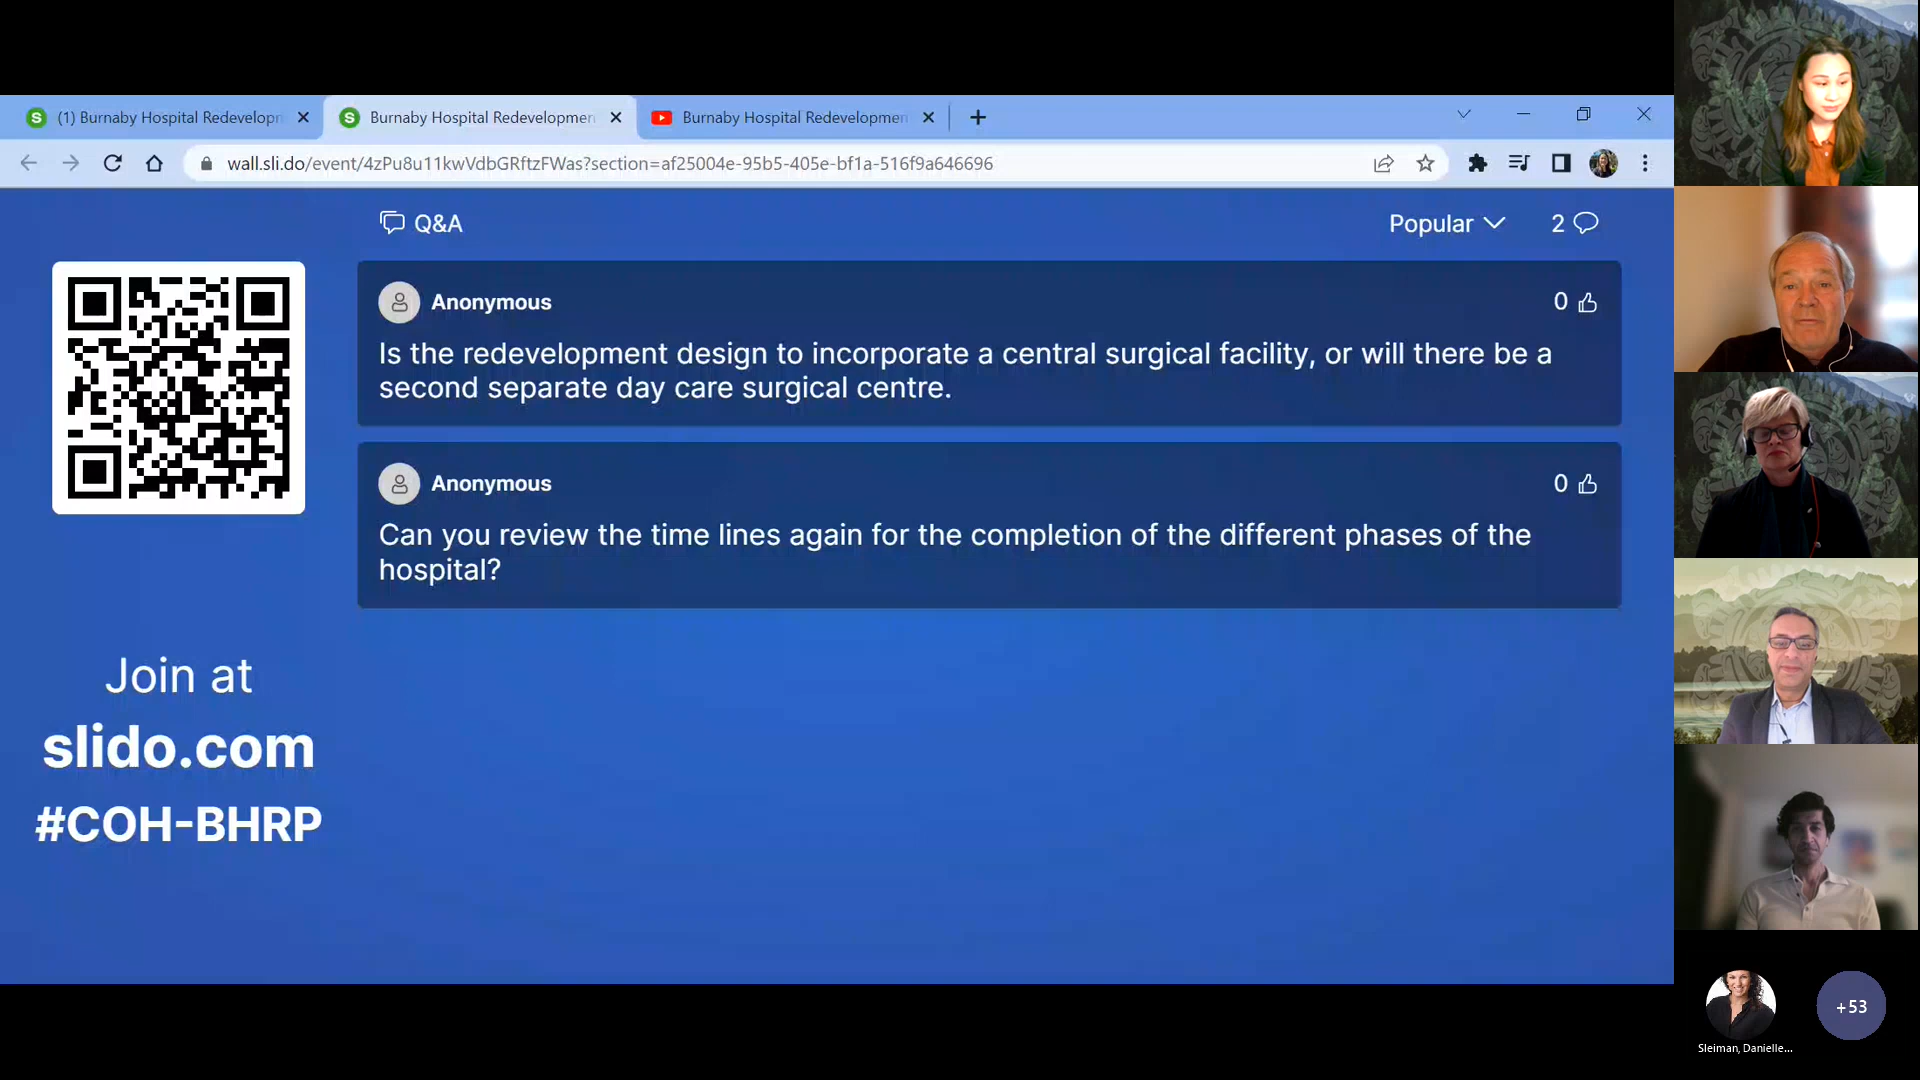 (1) Burnaby Hospital Redevelopn
Burnaby Hospital Redevelopmen
Burnaby Hospital Redevelopmen
wall.sli.do/event/4zPu8u11kwVdbGRftzFWas?section=af25004e-95b5-405e-bf1a-516f9a646696
Q&A
Popular
2
Anonymous
0
Is the redevelopment design to incorporate a central surgical facility, or will there be a
second separate day care surgical centre.
Anonymous
0
Can you review the time lines again for the completion of the different phases of the
hospital?
Join at
slido.com
#COH-BHRP
+53
Sleiman, Danielle...